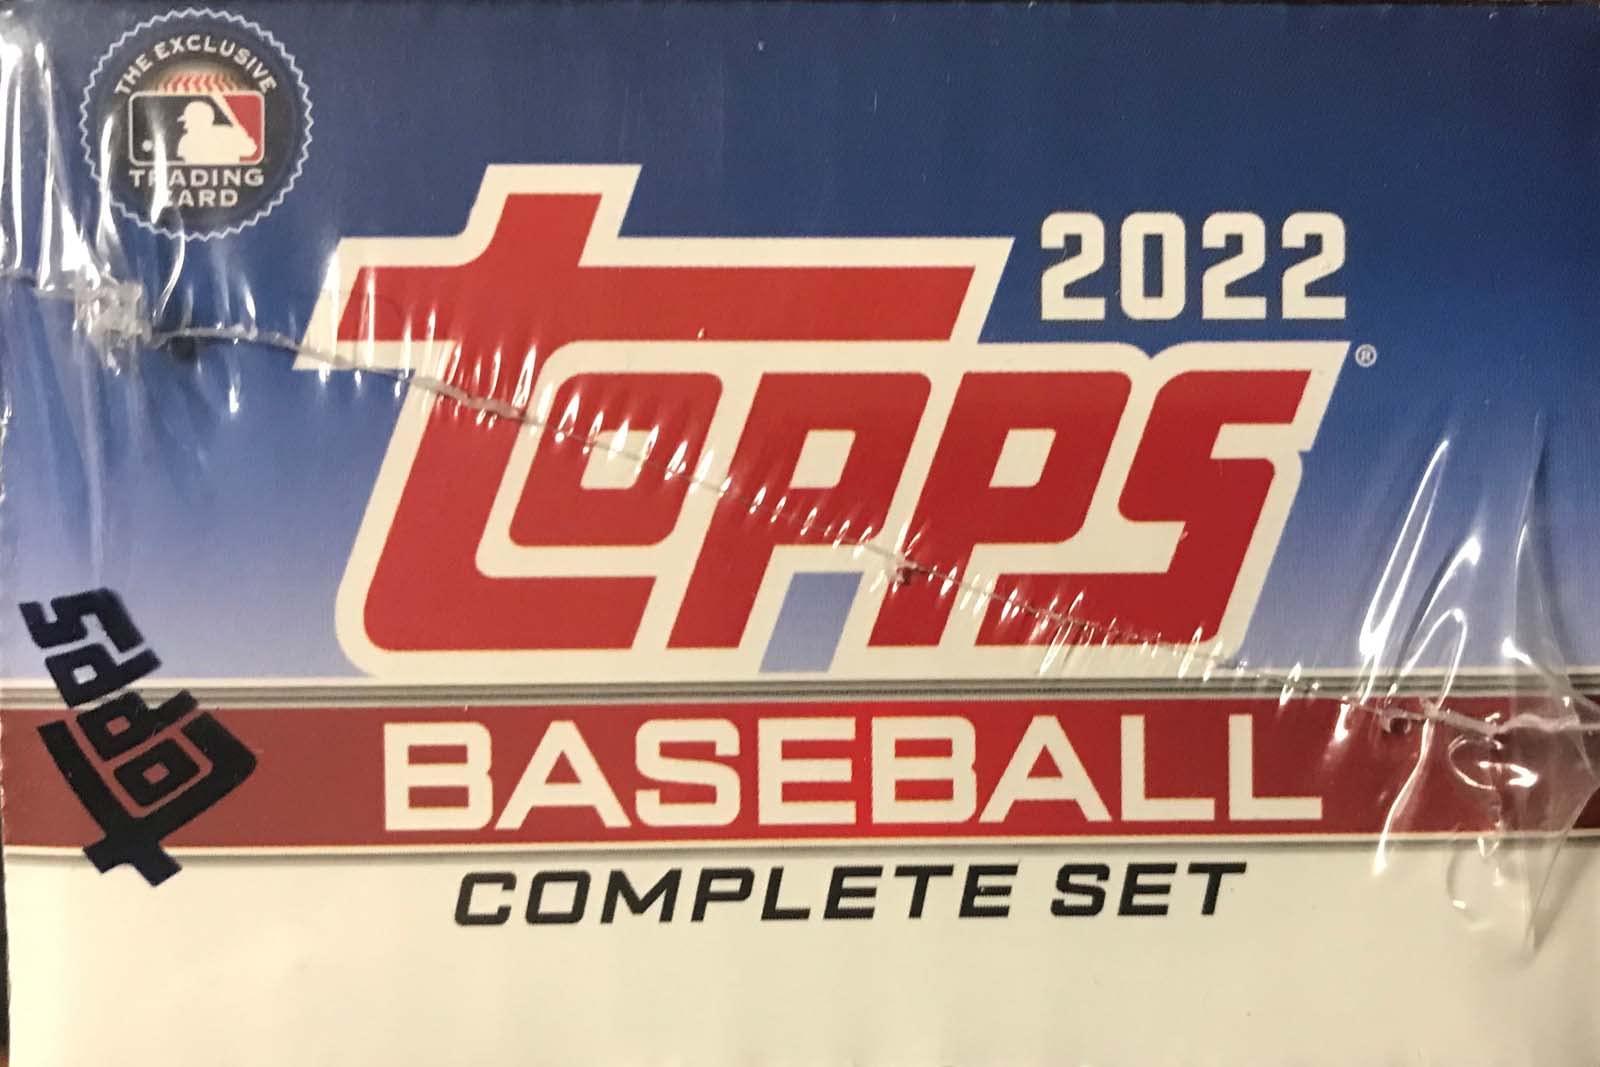 THE EXCLUSIVE
TRADING
CARD
2022
topps®
BASEBALL
COMPLETE SET
topps